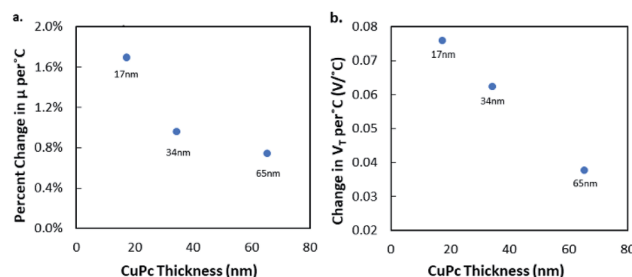 a.
Percent Change in µ per˚C
2.0%
1.6%
1.2%
0.8%
0.4%
0.0%
17nm
34nm
65nm
0
20
40
60
80
CuPc Thickness (nm)
b.
Change in VT per˚C (V/˚C)
0.08
0.07
0.06
0.05
0.04
0.03
0.02
17nm
34nm
65nm
0
20
40
60
80
CuPc Thickness (nm)